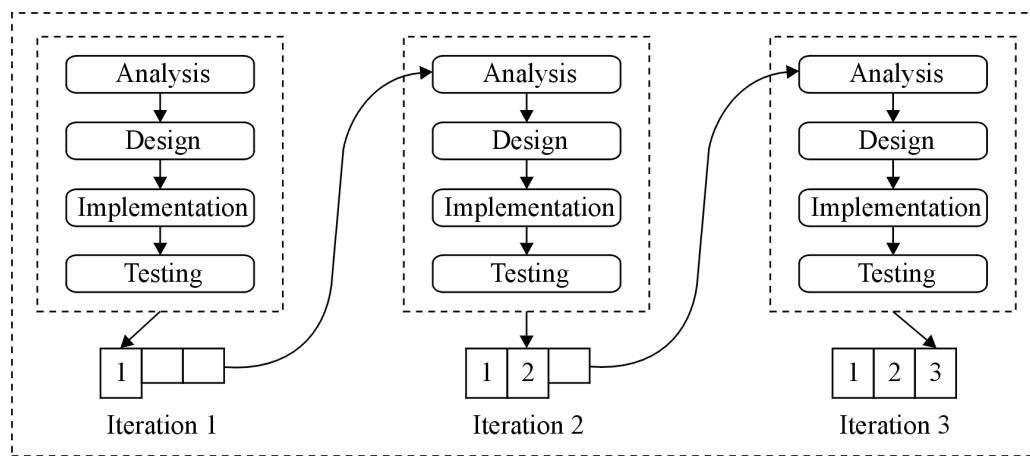 Analysis
Design
Implementation
Testing
1
Iteration 1
Analysis
Design
Implementation
Testing
1 2
Iteration 2
Analysis
Design
Implementation
Testing
1 2 3
Iteration 3